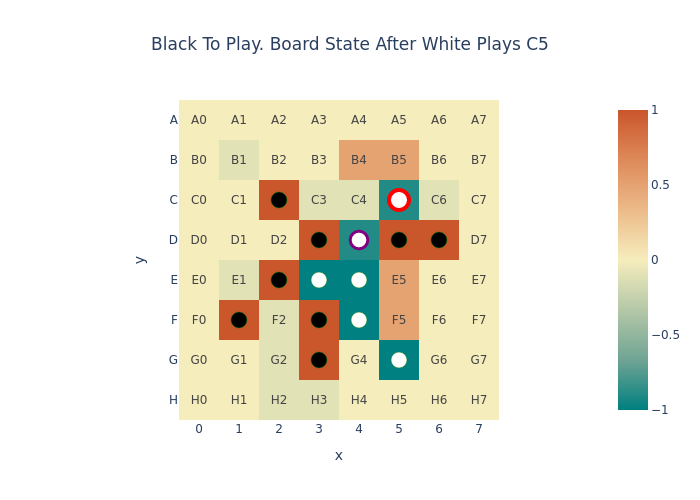 Black To Play. Board State After White Plays C5
A A0 A1 A2 A3 A4 A5 A6 A7
B B0 B1 B2 B3 B4 B5 B6 B7
C C0 C1 C3 C4 C6 C7
D D0 D1 D2 D7
E E0 E1 E5 E6 E7
F F0 F2 F5 F6 F7
G G0 G1 G2 G4 G6 G7
H H0 H1 H2 H3 H4 H5 H6 H7
0 1 2 3 4 5 6 7
x
y
1
0.5
0
−0.5
−1